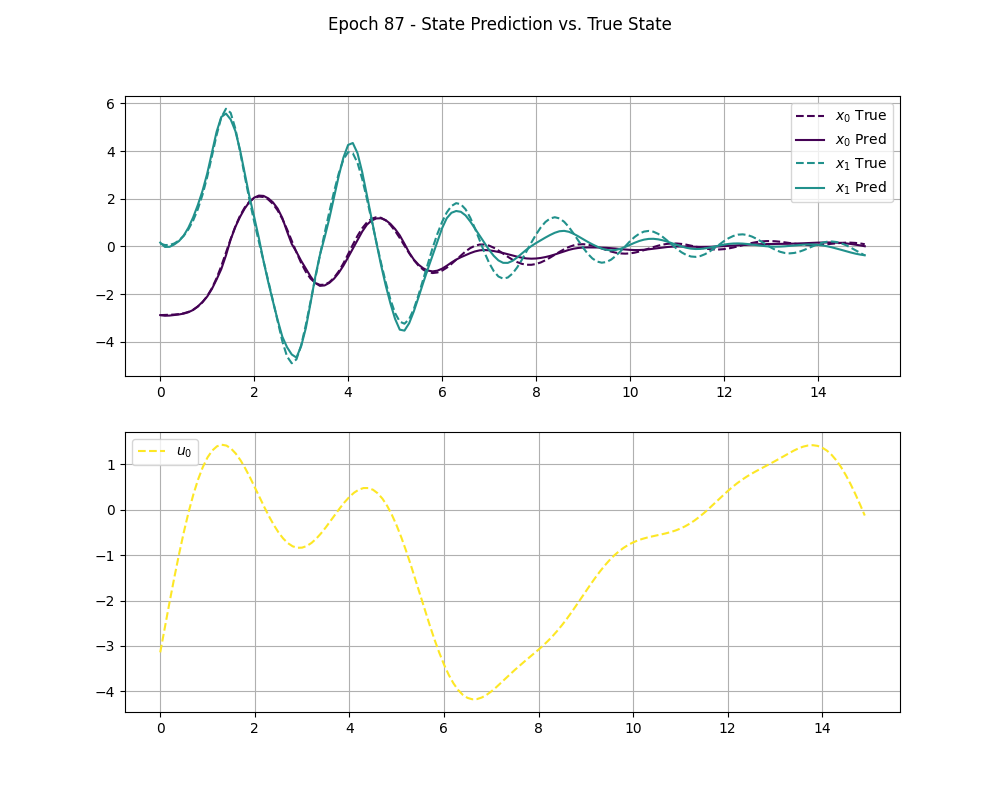 Epoch 87 - State Prediction vs. True State
6
4
2
0
−2
−4
x₀ True
x₀ Pred
x₁ True
x₁ Pred
0 2 4 6 8 10 12 14
u₀
1
0
−1
−2
−3
−4
0 2 4 6 8 10 12 14